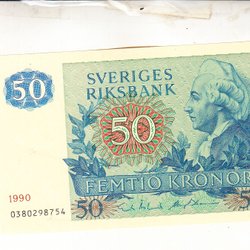 50
SVERIGES
RIKSBANK
50
1990
FEMTIO KRONOR
0380298754
50